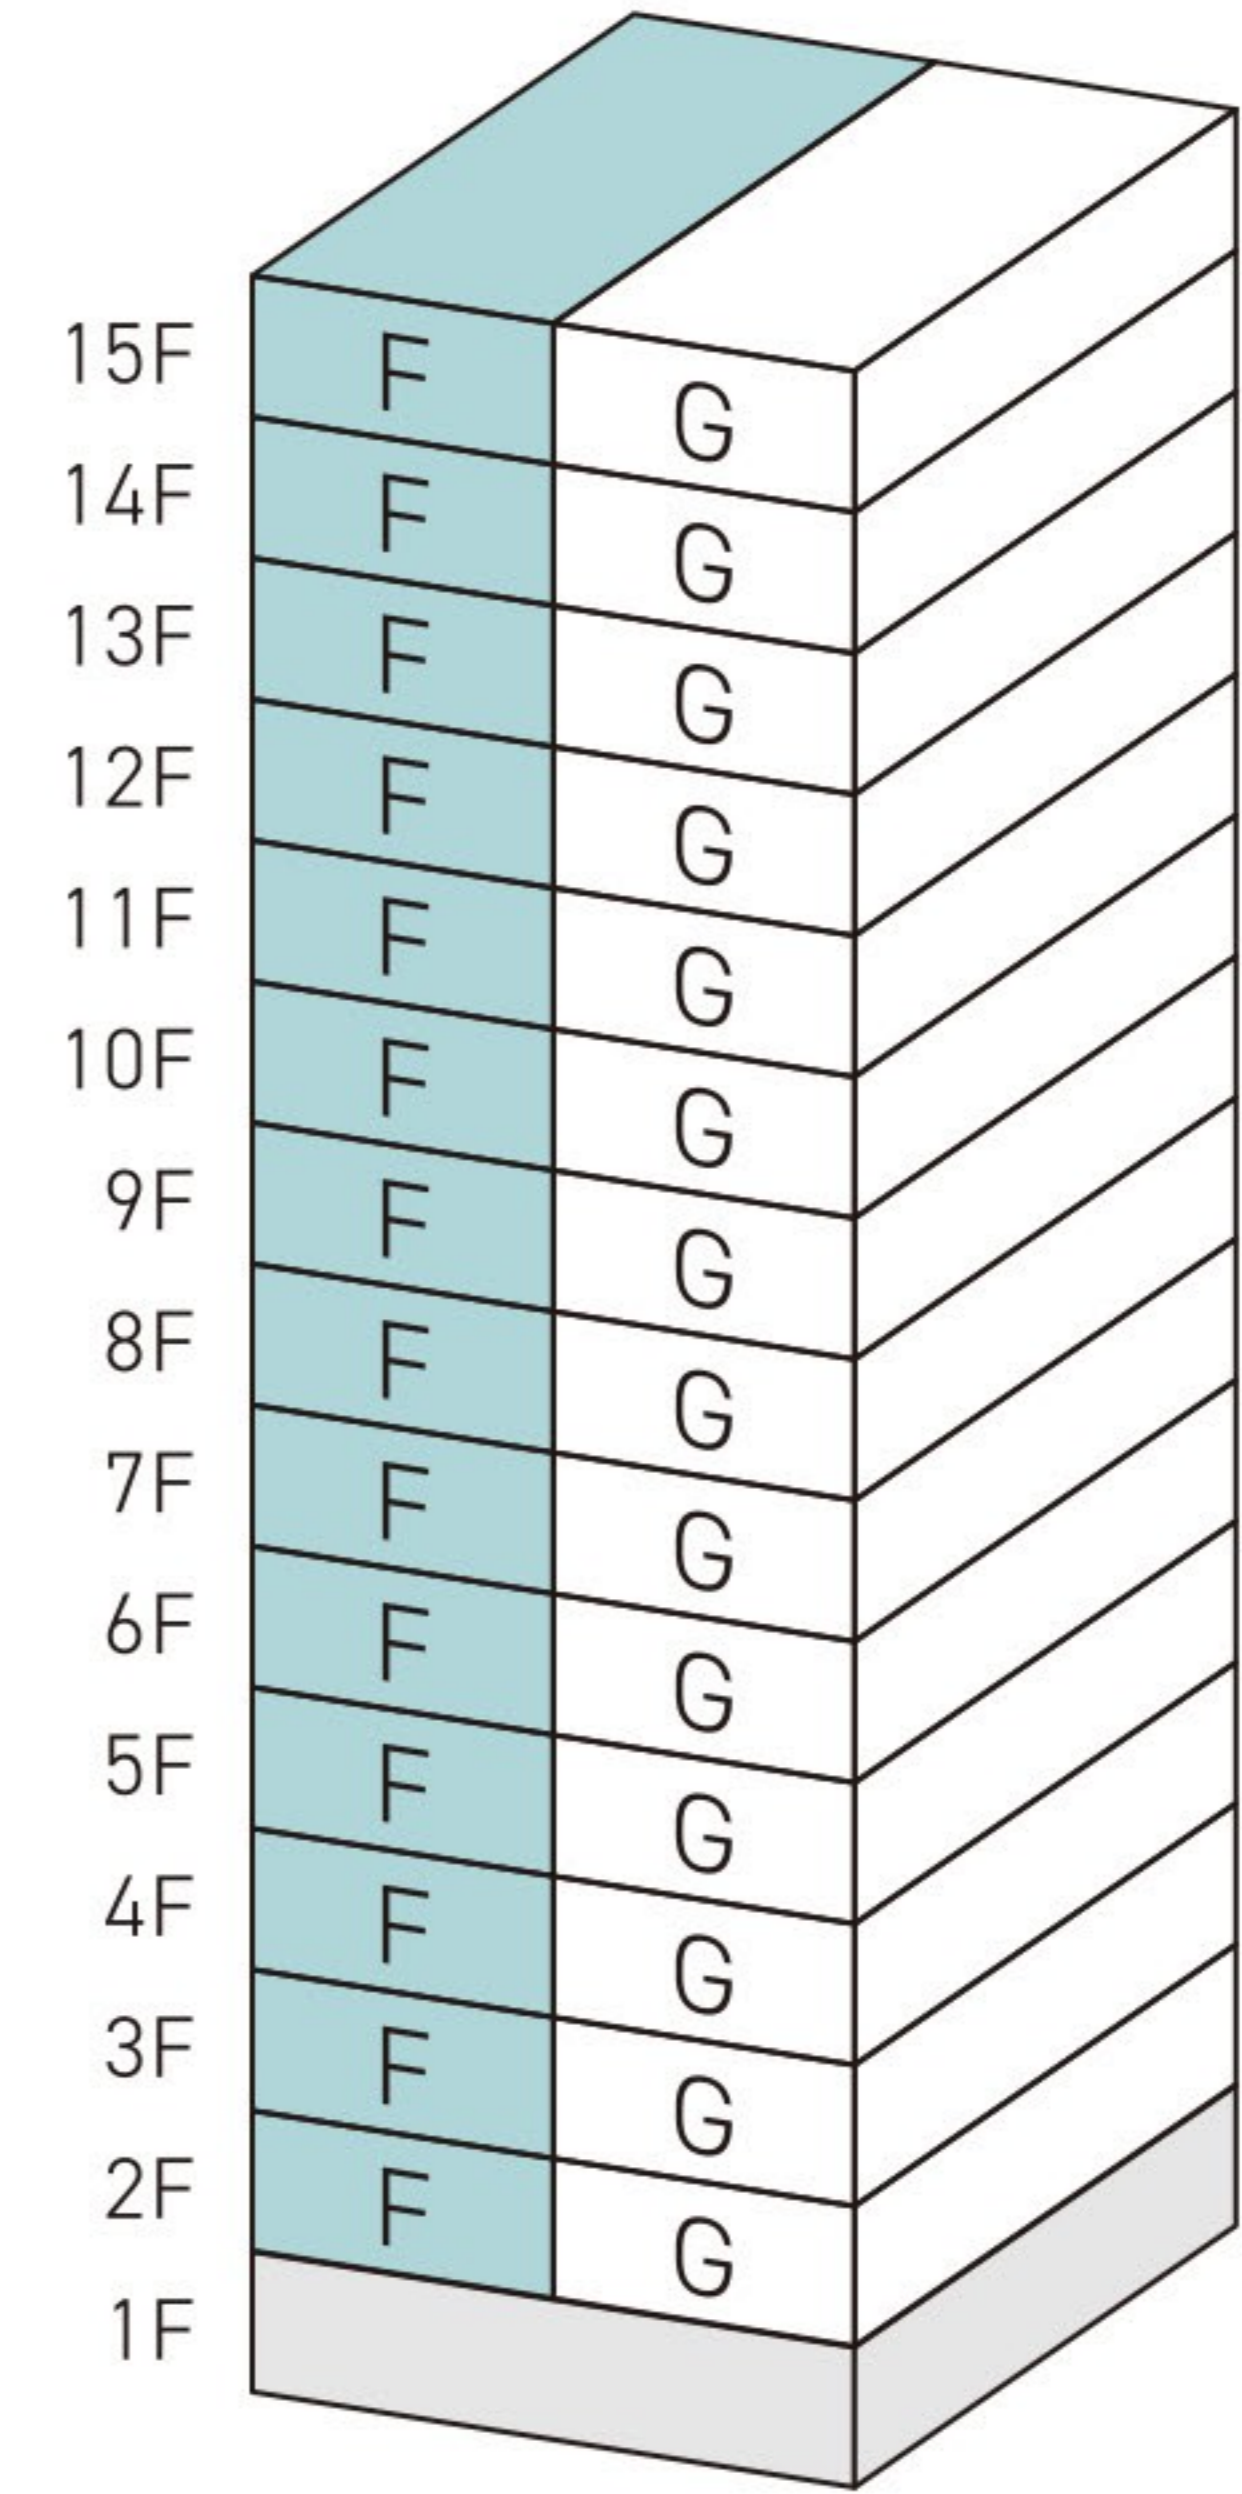 15F F G
14F F G
13F F G
12F F G
11F F G
10F F G
9F F G
8F F G
7F F G
6F F G
5F F G
4F F G
3F F G
2F F G
1F